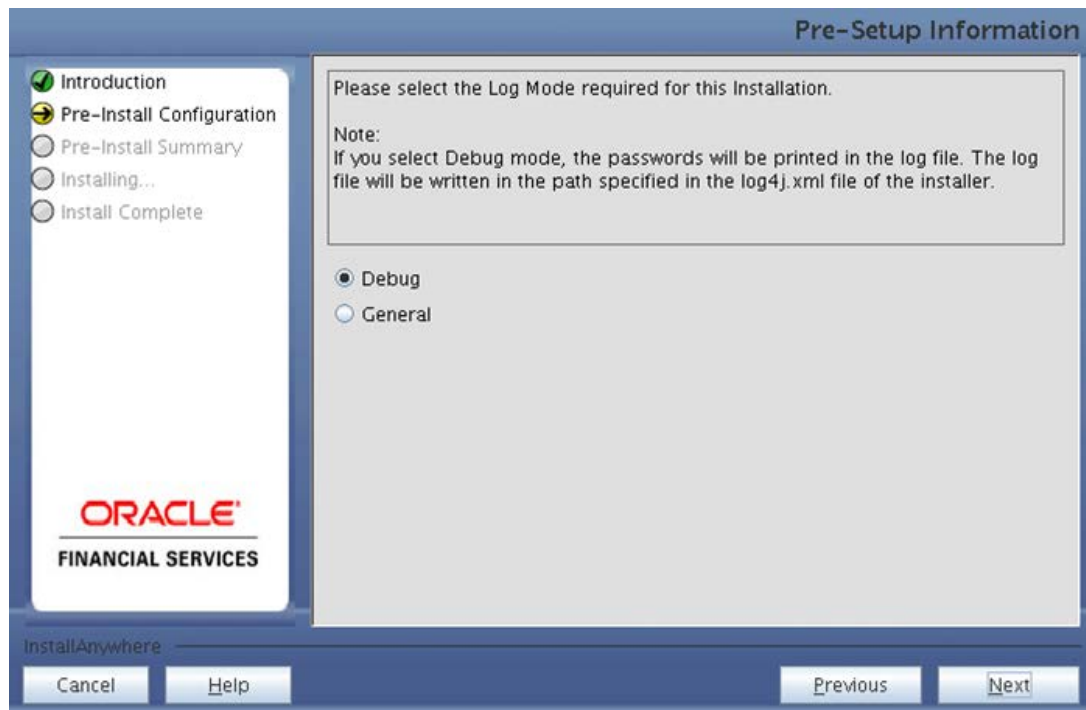 Pre-Setup Information
Introduction
Pre-Install Configuration
Pre-Install Summary
Installing...
Install Complete
ORACLE'
FINANCIAL SERVICES
Please select the Log Mode required for this Installation.
Note:
If you select Debug mode, the passwords will be printed in the log file. The log
file will be written in the path specified in the log4j.xml file of the installer.
Debug
General
InstallAnywhere
Cancel
Help
Previous
Next